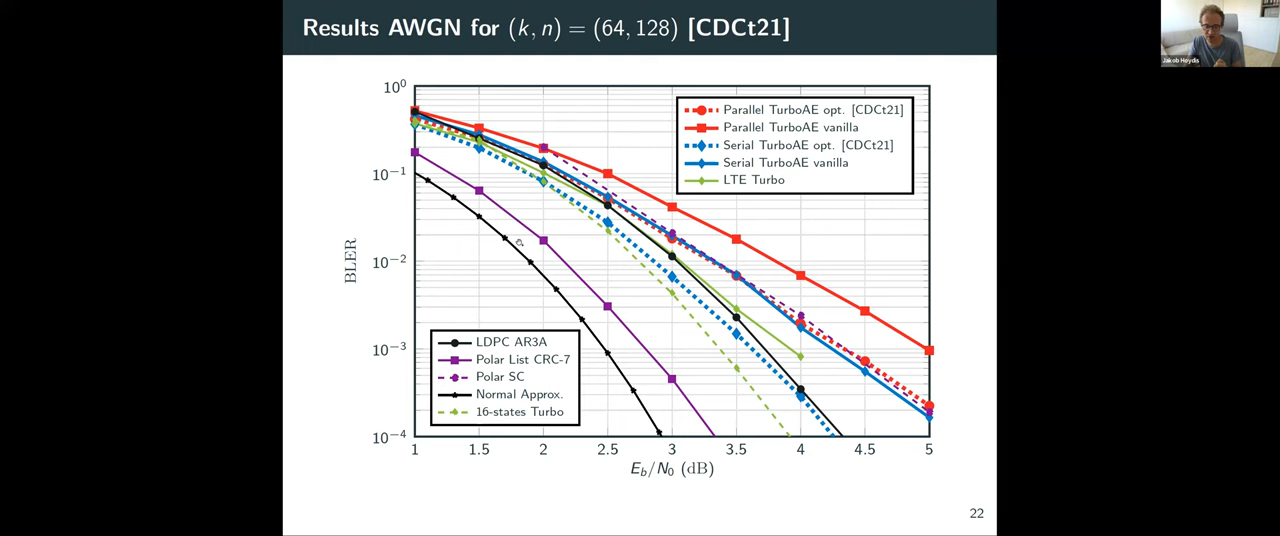 Results AWGN for (k, n) = (64, 128) [CDCt21]
Jakob Hoydis
10⁰
10⁻¹
10⁻²
10⁻³
10⁻⁴
BLER
Parallel TurboAE opt. [CDCt21]
Parallel TurboAE vanilla
Serial TurboAE opt. [CDCt21]
Serial TurboAE vanilla
LTE Turbo
LDPC AR3A
Polar List CRC-7
Polar SC
Normal Approx.
16-states Turbo
1 1.5 2 2.5 3 3.5 4 4.5 5
E_b/N_0 (dB)
22